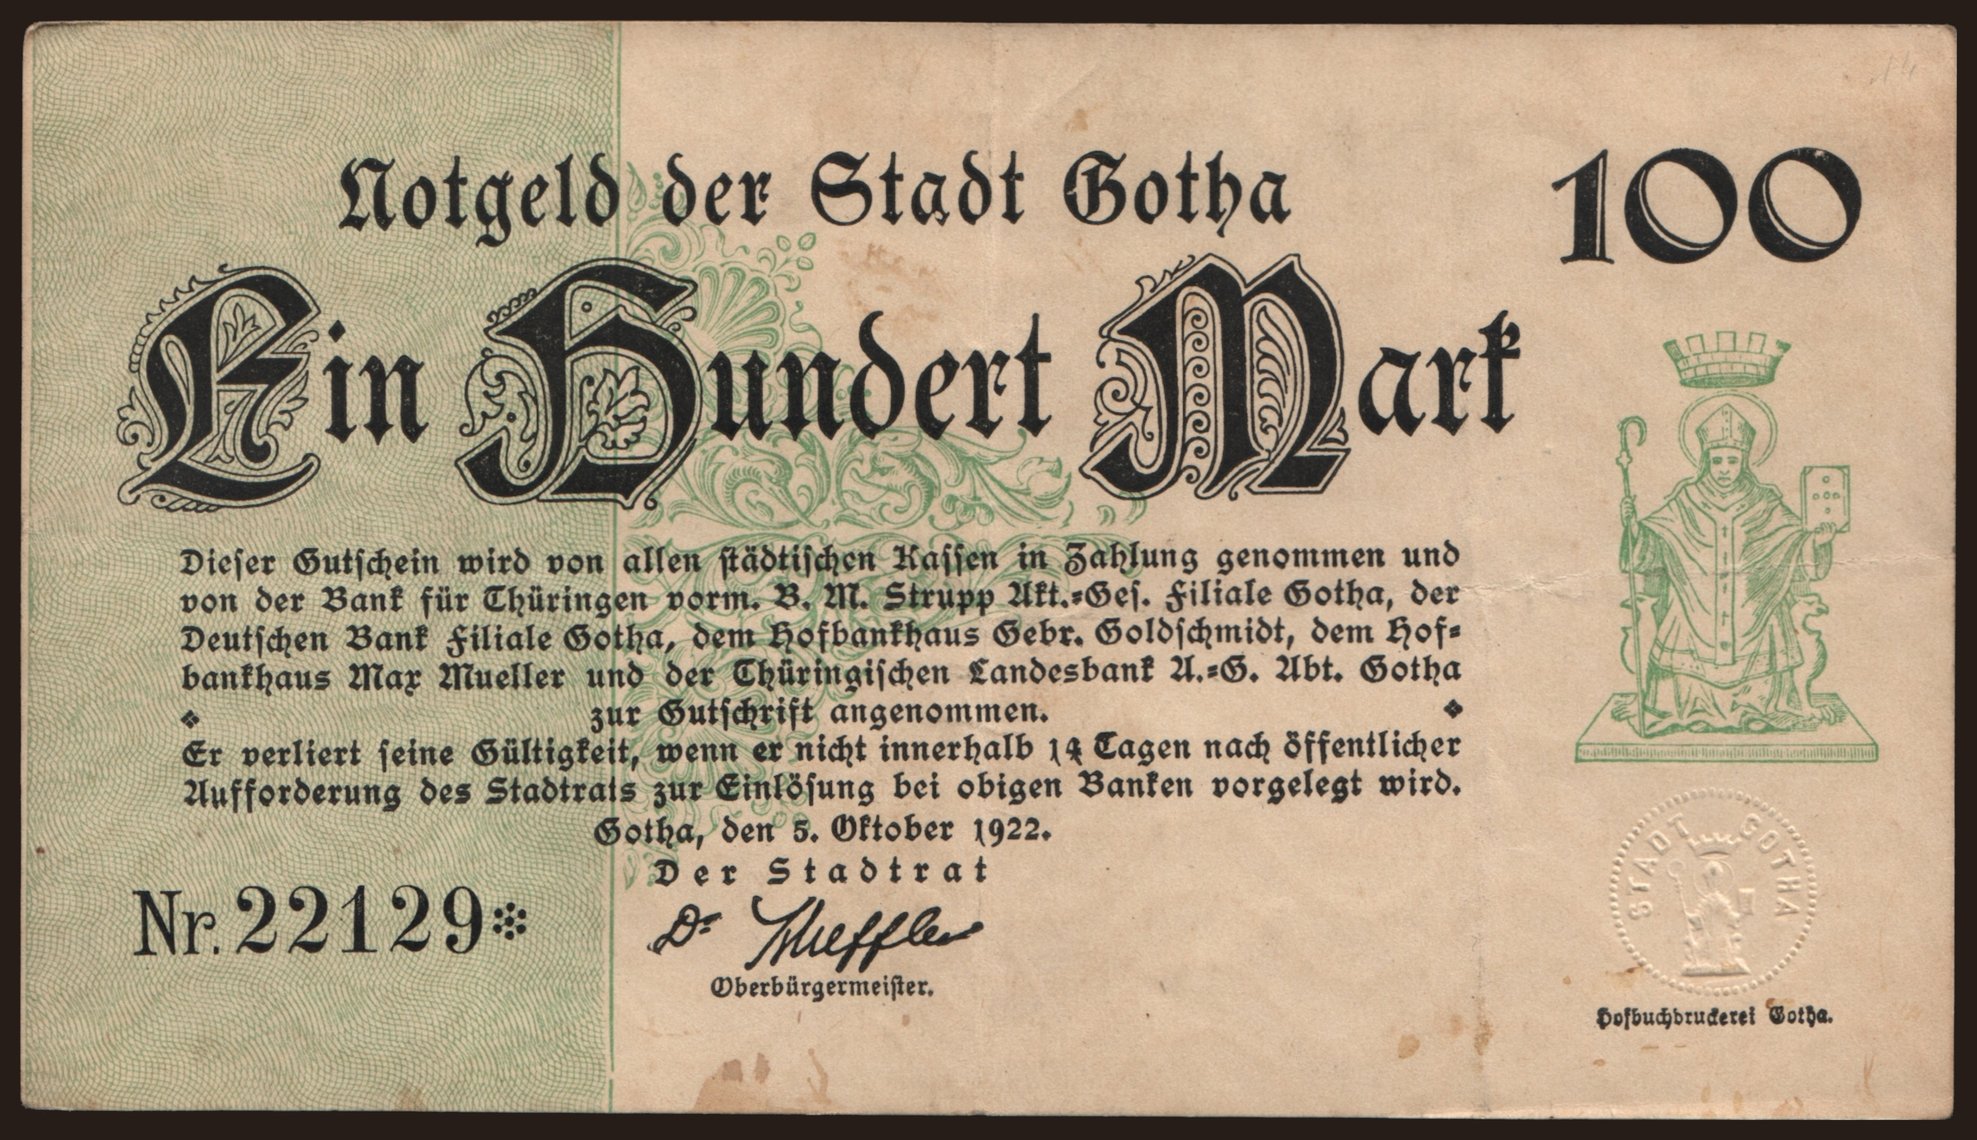 Notgeld der Stadt Gotha
100
Ein Hundert Mark
Dieser Gutschein wird von allen städtischen Kassen in Zahlung genommen und
von der Bank für Thüringen vorm. B. M. Strupp Akt.=Ges. Filiale Gotha, der
Deutschen Bank Filiale Gotha, dem Hofbankhaus Gebr. Goldschmidt, dem Hof=
bankhaus Max Mueller und der Thüringischen Landesbank A.=G. Abt. Gotha
zur Gutschrift angenommen.
Er verliert seine Gültigkeit, wenn er nicht innerhalb 14 Tagen nach öffentlicher
Aufforderung des Stadtrats zur Einlösung bei obigen Banken vorgelegt wird.
Gotha, den 5. Oktober 1922.
Der Stadtrat
Nr. 22129*
Dr
Oberbürgermeister.
STADT GOTHA
Hofbuchdruckerei Gotha.
14